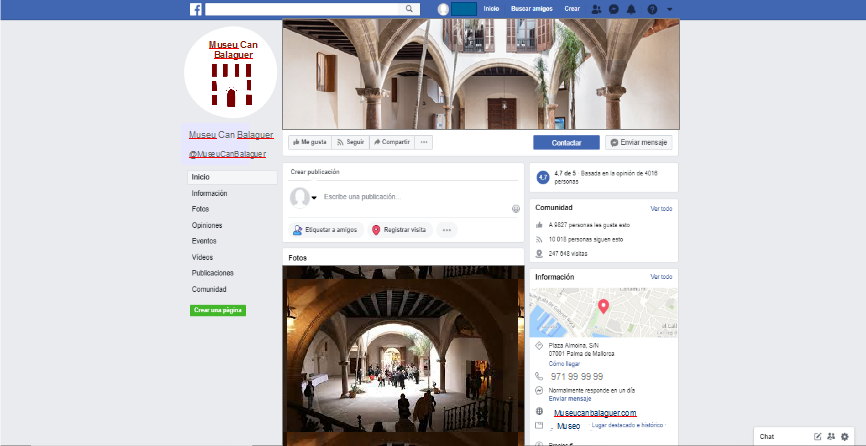 Inicio
Buscar amigos
Crear
Museu Can
Balaguer
Museu Can Balaguer
@MuseuCanBalaguer
Inicio
Información
Fotos
Opiniones
Eventos
Vídeos
Publicaciones
Comunidad
Crear una página
Me gusta
Seguir
Compartir
Contactar
Enviar mensaje
Crear publicación
Escribe una publicación...
Etiquetar a amigos
Registrar visita
Fotos
4,7
4,7 de 5 · Basada en la opinión de 4016
personas
Comunidad
Ver todo
A 9827 personas les gusta esto
10 018 personas siguen esto
247 648 visitas
Información
Ver todo
Plaza Almoina, S/N
07001 Palma de Mallorca
Cómo llegar
971 99 99 99
Normalmente responde en un día
Enviar mensaje
Museucanbalaguer.com
Museo · Lugar destacado e histórico ·
Chat